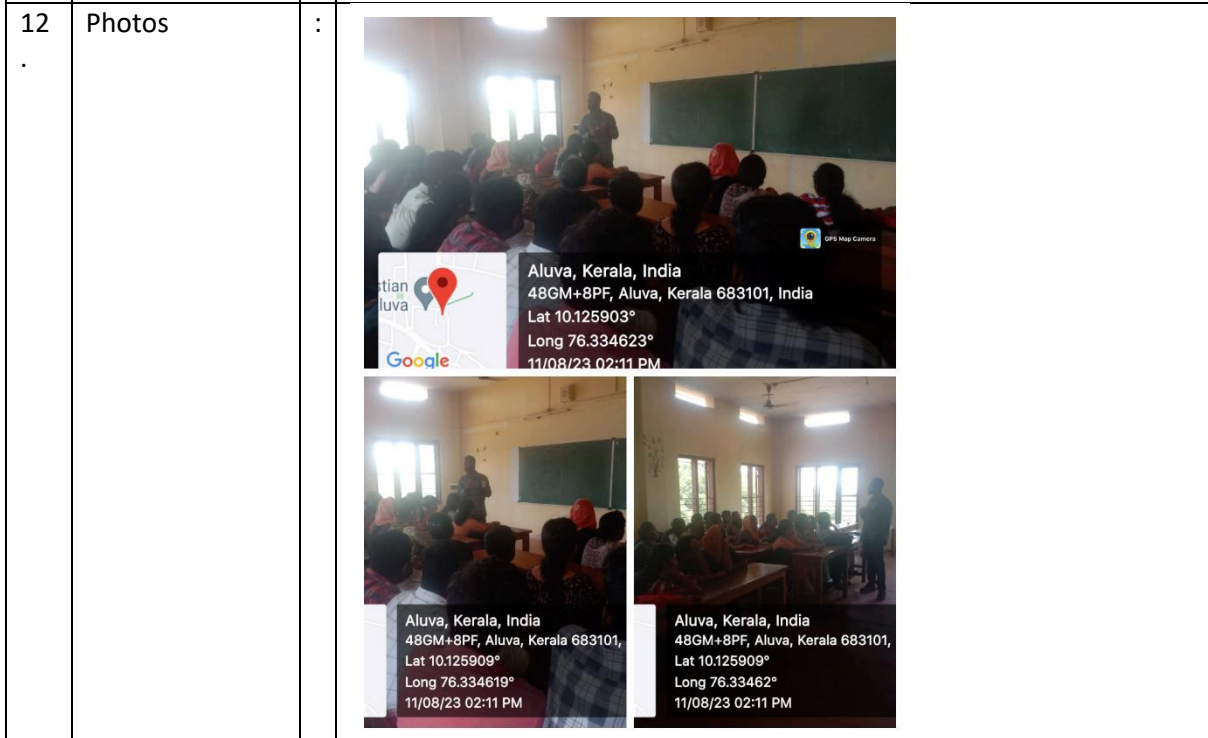 12 Photos :
.
GPS Map Camera
stian
luva
Google
Aluva, Kerala, India
48GM+8PF, Aluva, Kerala 683101, India
Lat 10.125903°
Long 76.334623°
11/08/23 02:11 PM
Aluva, Kerala, India
48GM+8PF, Aluva, Kerala 683101,
Lat 10.125909°
Long 76.334619°
11/08/23 02:11 PM
Aluva, Kerala, India
48GM+8PF, Aluva, Kerala 683101,
Lat 10.125909°
Long 76.33462°
11/08/23 02:11 PM